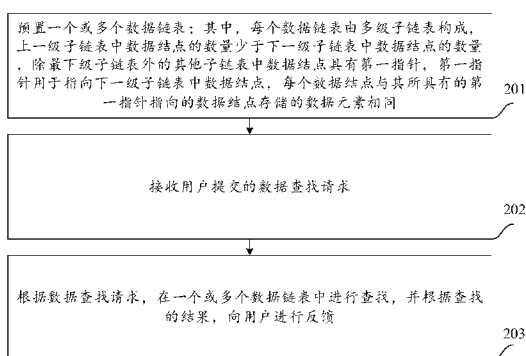 预置一个或多个数据链表；其中，每个数据链表由多级子链表构成，
上一级子链表中数据结点的数量少于下一级子链表中数据结点的数量
，除最下级子链表外的其他子链表中数据结点具有第一指针，第一指
针用于指向下一级子链表中数据结点，每个数据结点与其所具有的第
一指针指向的数据结点存储的数据元素相同
201
接收用户提交的数据查找请求
202
根据数据查找请求，在一个或多个数据链表中进行查找，并根据查找
的结果，向用户进行反馈
203